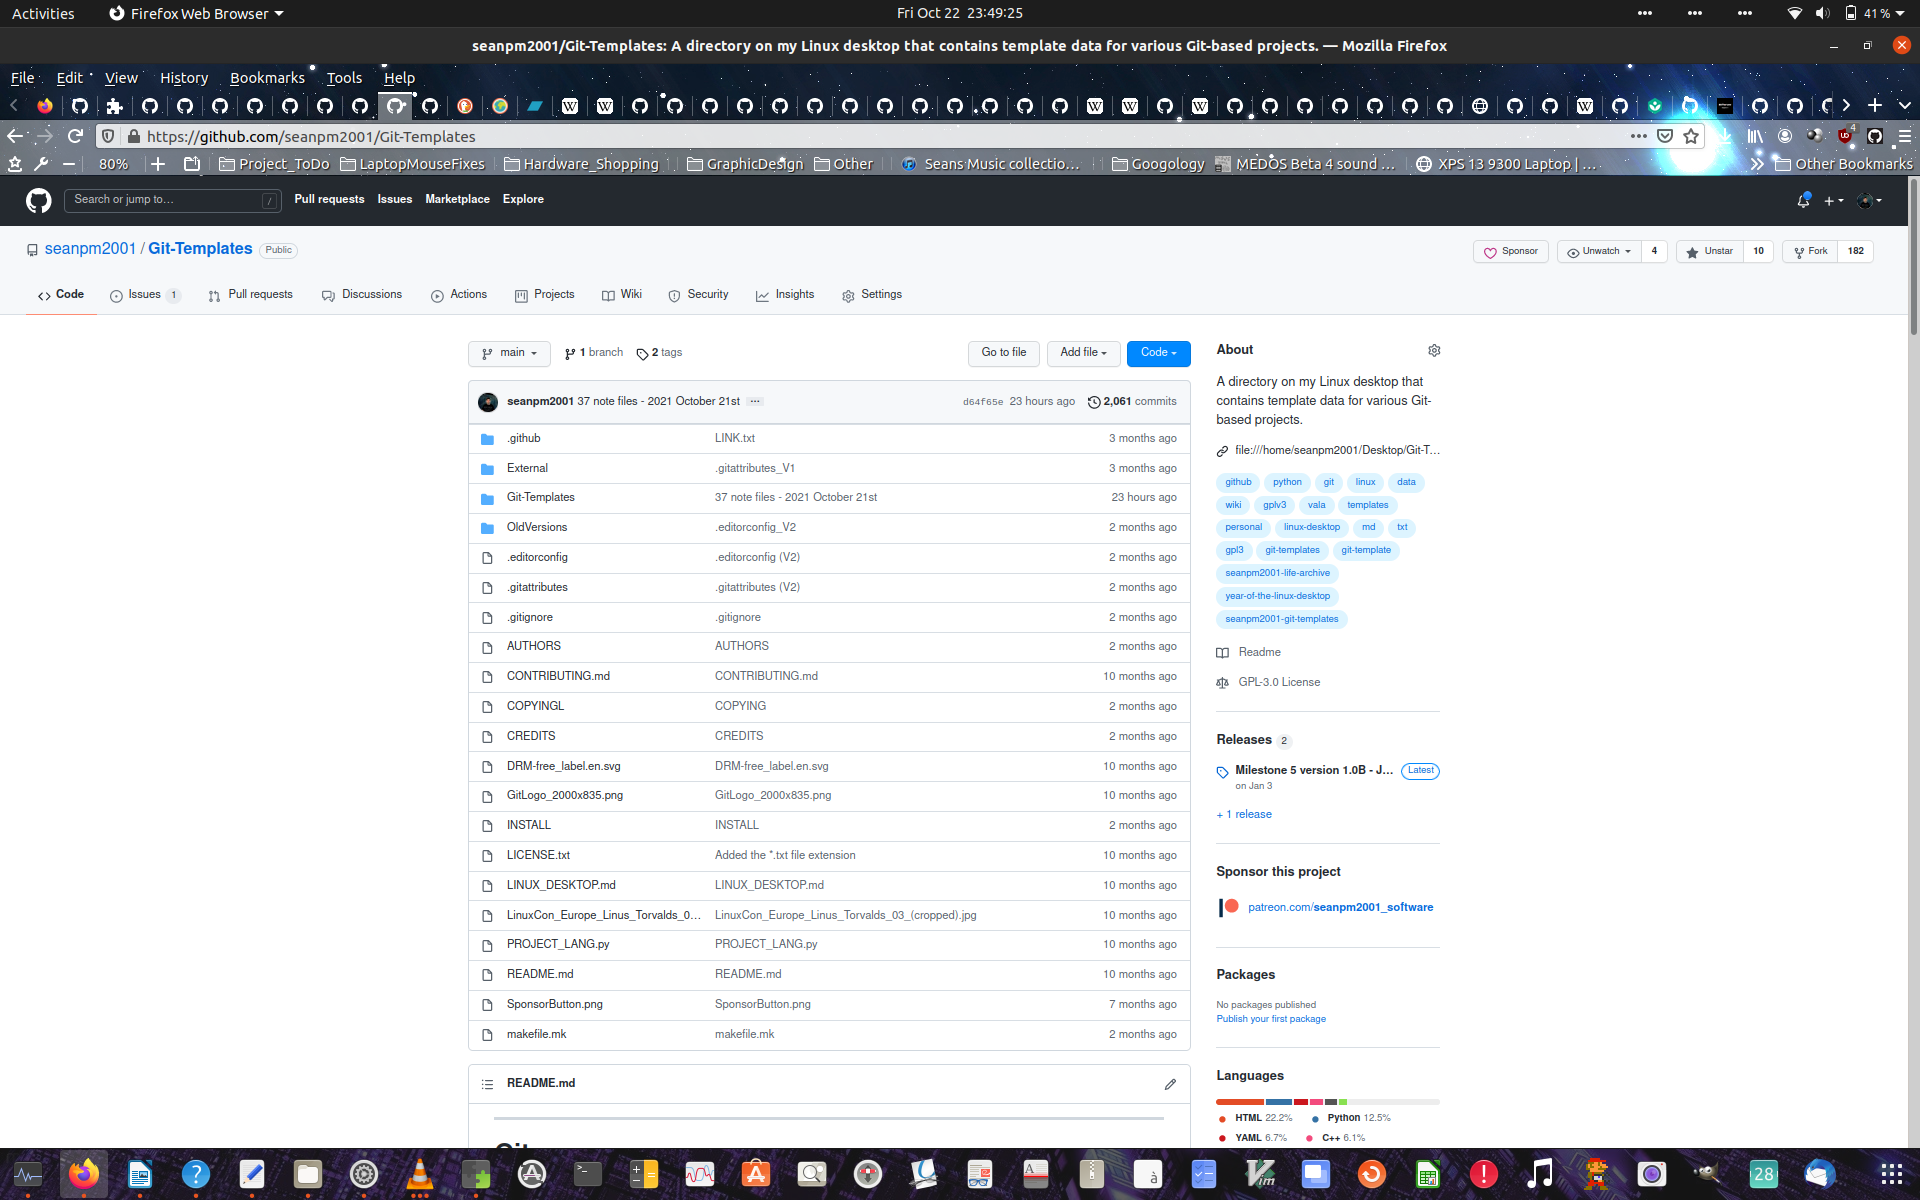 Activities Firefox Web Browser Fri Oct 22 23:49:25 41 %
seanpm2001/Git-Templates: A directory on my Linux desktop that contains template data for various Git-based projects. — Mozilla Firefox
File Edit View History Bookmarks Tools Help
https://github.com/seanpm2001/Git-Templates
80% Project_ToDo LaptopMouseFixes Hardware_Shopping GraphicDesign Other Seans Music collectio… Googology MEDOS Beta 4 sound … XPS 13 9300 Laptop | … Other Bookmarks
Search or jump to… / Pull requests Issues Marketplace Explore
seanpm2001 / Git-Templates Public Sponsor Unwatch 4 Unstar 10 Fork 182
Code Issues 1 Pull requests Discussions Actions Projects Wiki Security Insights Settings
main 1 branch 2 tags Go to file Add file Code
seanpm2001 37 note files - 2021 October 21st ... d64f65e 23 hours ago 2,061 commits
.github LINK.txt 3 months ago
External .gitattributes_V1 3 months ago
Git-Templates 37 note files - 2021 October 21st 23 hours ago
OldVersions .editorconfig_V2 2 months ago
.editorconfig .editorconfig (V2) 2 months ago
.gitattributes .gitattributes (V2) 2 months ago
.gitignore .gitignore 2 months ago
AUTHORS AUTHORS 2 months ago
CONTRIBUTING.md CONTRIBUTING.md 10 months ago
COPYINGL COPYING 2 months ago
CREDITS CREDITS 2 months ago
DRM-free_label.en.svg DRM-free_label.en.svg 10 months ago
GitLogo_2000x835.png GitLogo_2000x835.png 10 months ago
INSTALL INSTALL 2 months ago
LICENSE.txt Added the *.txt file extension 10 months ago
LINUX_DESKTOP.md LINUX_DESKTOP.md 10 months ago
LinuxCon_Europe_Linus_Torvalds_0… LinuxCon_Europe_Linus_Torvalds_03_(cropped).jpg 10 months ago
PROJECT_LANG.py PROJECT_LANG.py 10 months ago
README.md README.md 10 months ago
SponsorButton.png SponsorButton.png 7 months ago
makefile.mk makefile.mk 2 months ago
README.md
About
A directory on my Linux desktop that
contains template data for various Git-
based projects.
file:///home/seanpm2001/Desktop/Git-T…
github python git linux data
wiki gplv3 vala templates
personal linux-desktop md txt
gpl3 git-templates git-template
seanpm2001-life-archive
year-of-the-linux-desktop
seanpm2001-git-templates
Readme
GPL-3.0 License
Releases 2
Milestone 5 version 1.0B - J… Latest
on Jan 3
+ 1 release
Sponsor this project
patreon.com/seanpm2001_software
Packages
No packages published
Publish your first package
Languages
HTML 22.2% Python 12.5%
YAML 6.7% C++ 6.1%
28